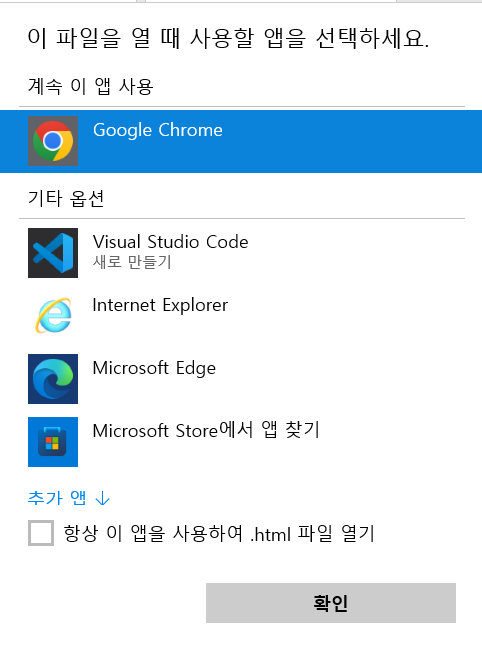 이 파일을 열 때 사용할 앱을 선택하세요.
계속 이 앱 사용
Google Chrome
기타 옵션
Visual Studio Code
새로 만들기
Internet Explorer
Microsoft Edge
Microsoft Store에서 앱 찾기
추가 앱 ↓
항상 이 앱을 사용하여 .html 파일 열기
확인